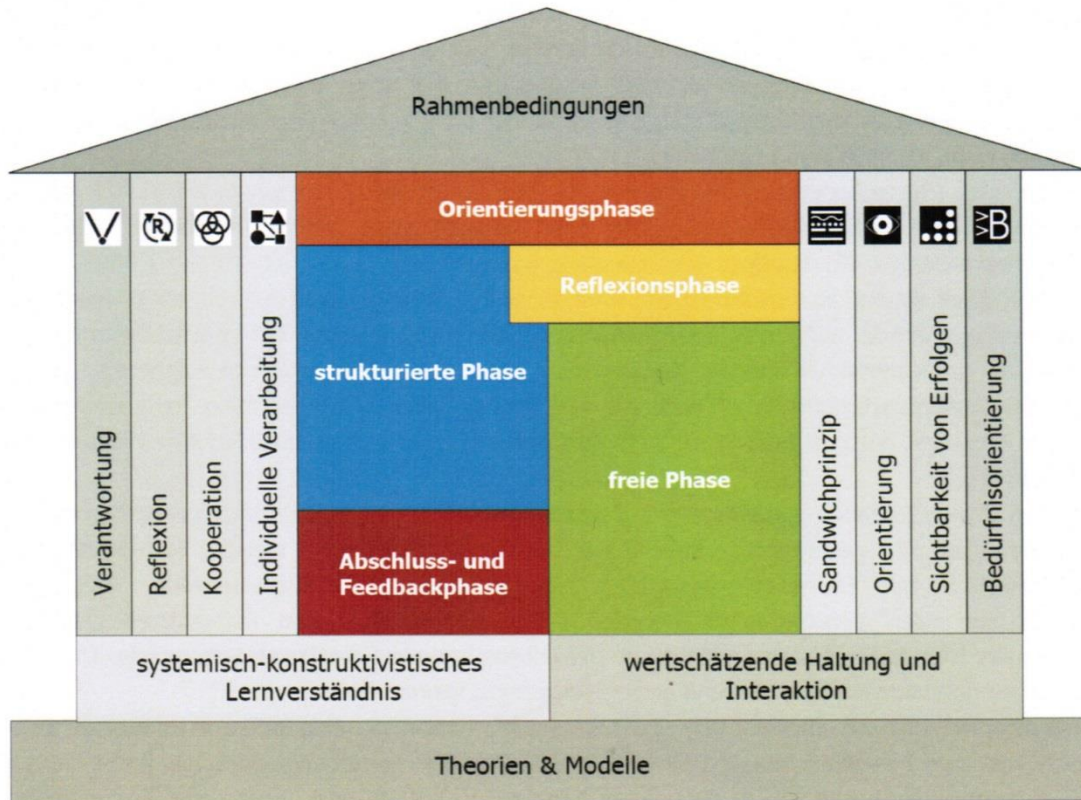 Rahmenbedingungen
Orientierungsphase
Reflexionsphase
strukturierte Phase
freie Phase
Abschluss- und
Feedbackphase
Verantwortung
R
Reflexion
Kooperation
Individuelle Verarbeitung
Sandwichprinzip
Orientierung
Sichtbarkeit von Erfolgen
>B
>
Bedürfnisorientierung
systemisch-konstruktivistisches
Lernverständnis
wertschätzende Haltung und
Interaktion
Theorien & Modelle